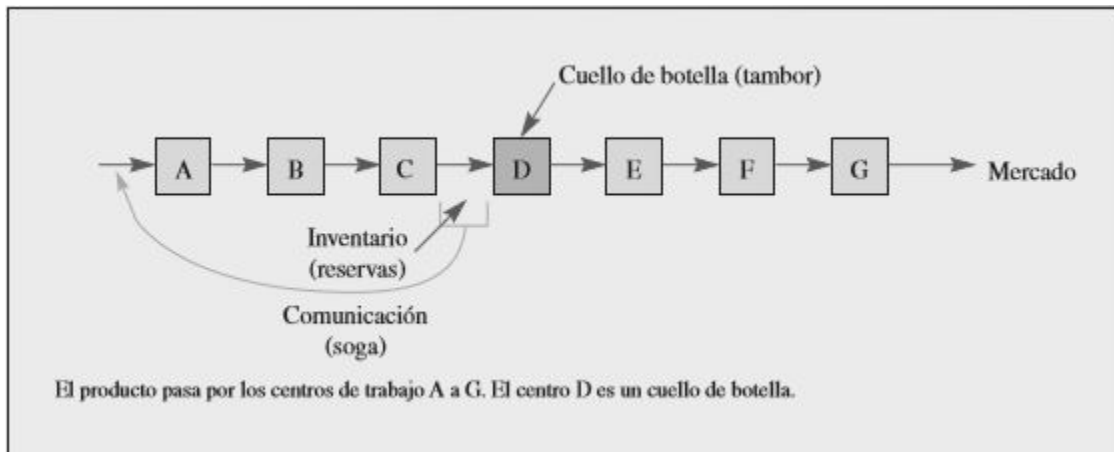 Cuello de botella (tambor)
A
B
C
D
E
F
G
Mercado
Inventario
(reservas)
Comunicación
(soga)
El producto pasa por los centros de trabajo A a G. El centro D es un cuello de botella.